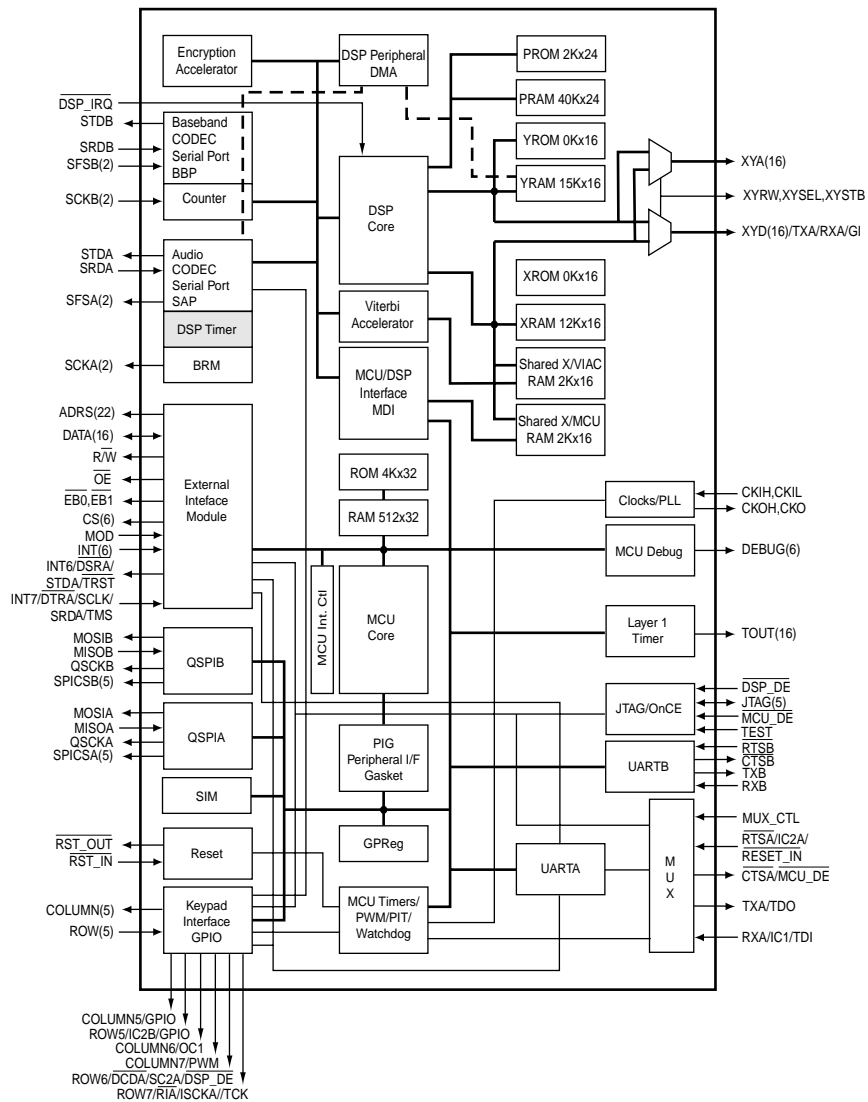 Encryption
Accelerator
DSP Peripheral
DMA
PROM 2Kx24
PRAM 40Kx24
YROM 0Kx16
YRAM 15Kx16
DSP_IRQ
STDB
SRDB
SFSB(2)
SCKB(2)
Baseband
CODEC
Serial Port
BBP
Counter
DSP
Core
XYA(16)
XYRW,XYSEL,XYSTB
XYD(16)/TXA/RXA/GI
STDA
SRDA
SFSA(2)
SCKA(2)
Audio
CODEC
Serial Port
SAP
DSP Timer
BRM
Viterbi
Accelerator
MCU/DSP
Interface
MDI
XROM 0Kx16
XRAM 12Kx16
Shared X/VIAC
RAM 2Kx16
Shared X/MCU
RAM 2Kx16
ADRS(22)
DATA(16)
R/W
OE
EB0,EB1
CS(6)
MOD
INT(6)
INT6/DSRA/
STDA/TRST
INT7/DTRA/SCLK/
SRDA/TMS
External
Inteface
Module
ROM 4Kx32
RAM 512x32
MCU Int. Ctl
MCU
Core
Clocks/PLL
CKIH,CKIL
CKOH,CKO
MCU Debug
DEBUG(6)
Layer 1
Timer
TOUT(16)
MOSIB
MISOB
QSCKB
SPICSB(5)
QSPIB
MOSIA
MISOA
QSCKA
SPICSA(5)
QSPIA
PIG
Peripheral I/F
Gasket
JTAG/OnCE
DSP_DE
JTAG(5)
MCU_DE
TEST
UARTB
RTSB
CTSB
TXB
RXB
SIM
GPReg
RST_OUT
RST_IN
Reset
UARTA
M
U
X
MUX_CTL
RTSA/IC2A/
RESET_IN
CTSA/MCU_DE
TXA/TDO
RXA/IC1/TDI
COLUMN(5)
ROW(5)
Keypad
Interface
GPIO
MCU Timers/
PWM/PIT/
Watchdog
COLUMN5/GPIO
ROW5/IC2B/GPIO
COLUMN6/OC1
COLUMN7/PWM
ROW6/DCDA/SC2A/DSP_DE
ROW7/RIA/ISCKA//TCK